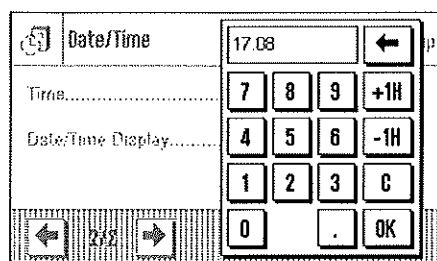 Date/Time
17.08
Time
7 8 9 +1H
Date/Time Display
4 5 6 -1H
1 2 3 C
2/2
0 . OK